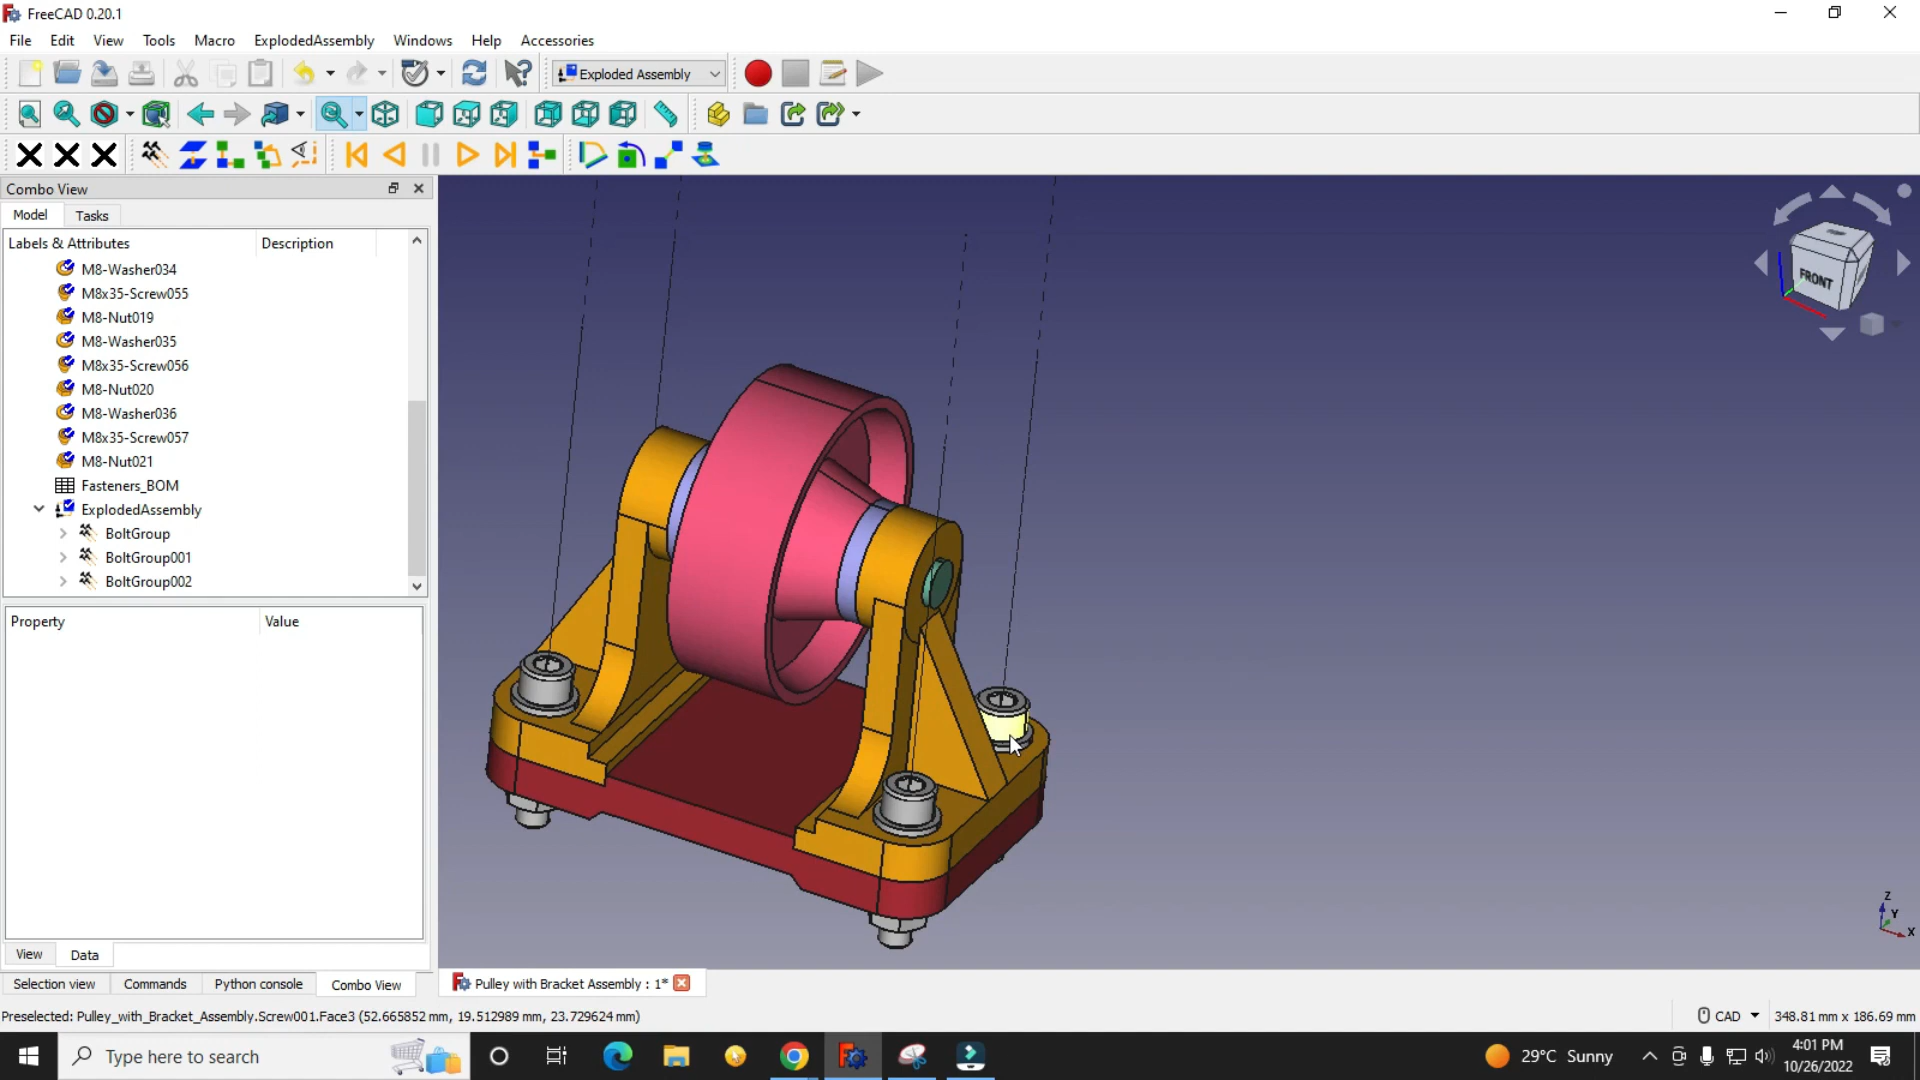 FreeCAD 0.20.1
File Edit View Tools Macro ExplodedAssembly Windows Help Accessories
Exploded Assembly
Combo View
Model Tasks
Labels & Attributes Description
M8-Washer034
M8x35-Screw055
M8-Nut019
M8-Washer035
M8x35-Screw056
M8-Nut020
M8-Washer036
M8x35-Screw057
M8-Nut021
Fasteners_BOM
ExplodedAssembly
BoltGroup
BoltGroup001
BoltGroup002
Property Value
FRONT
Z
Y
X
View Data
Selection view Commands Python console Combo View
Pulley with Bracket Assembly : 1*
Preselected: Pulley_with_Bracket_Assembly.Screw001.Face3 (52.665852 mm, 19.512989 mm, 23.729624 mm)
CAD 348.81 mm x 186.69 mm
Type here to search
29°C Sunny
4:01 PM
10/26/2022